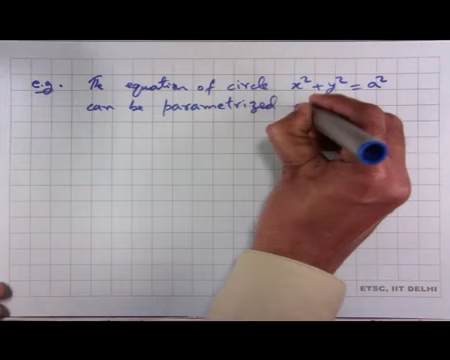 e.g. The equation of circle x² + y² = a²
can be parametrized
ETSC, IIT DELHI